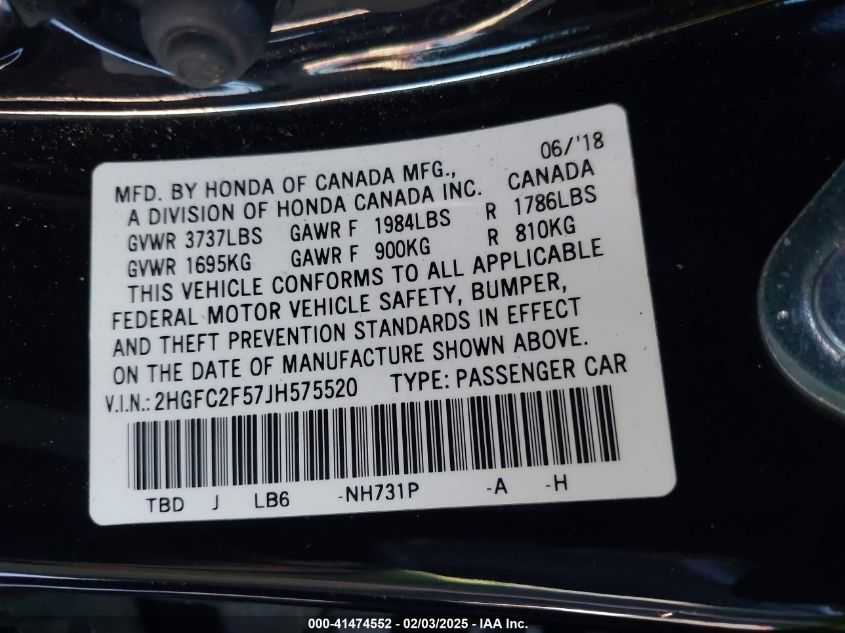 06/'18
MFD. BY HONDA OF CANADA MFG., CANADA
A DIVISION OF HONDA CANADA INC.
GVWR 3737LBS GAWR F 1984LBS R 1786LBS
GVWR 1695KG GAWR F 900KG R 810KG
THIS VEHICLE CONFORMS TO ALL APPLICABLE
FEDERAL MOTOR VEHICLE SAFETY, BUMPER,
AND THEFT PREVENTION STANDARDS IN EFFECT
ON THE DATE OF MANUFACTURE SHOWN ABOVE.
V.I.N.: 2HGFC2F57JH575520 TYPE: PASSENGER CAR
TBD J LB6 -NH731P -A -H
000-41474552 - 02/03/2025 - IAA Inc.